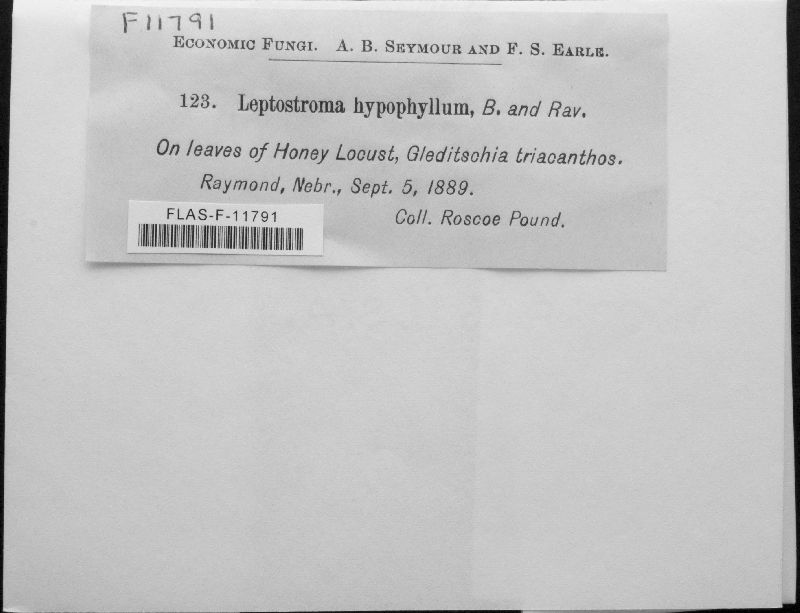 F11791
Economic Fungi. A. B. Seymour and F. S. Earle.
123. Leptostroma hypophyllum, B. and Rav.
On leaves of Honey Locust, Gleditschia triacanthos.
Raymond, Nebr., Sept. 5, 1889.
FLAS-F-11791
Coll. Roscoe Pound.